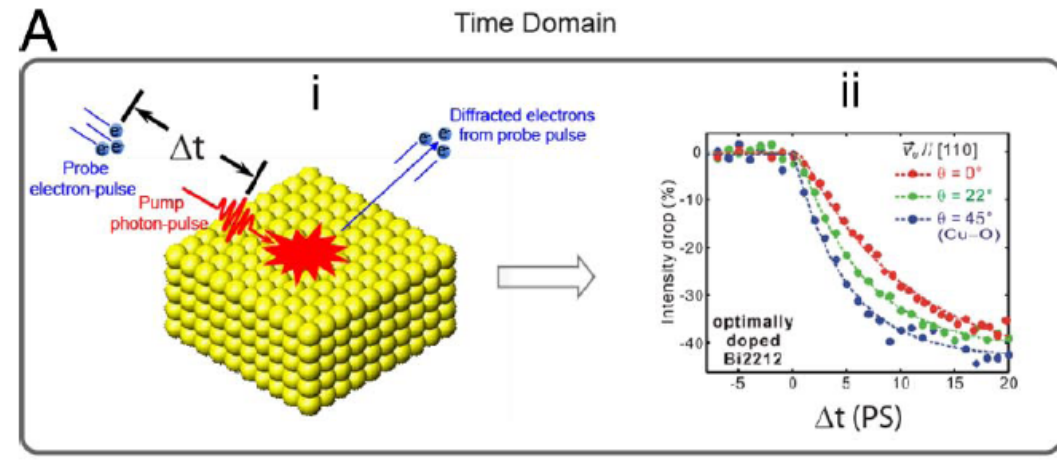 A
Time Domain
i
ii
e⁻
e⁻ e⁻
Δt
Probe
electron-pulse
Pump
photon-pulse
Diffracted electrons
from probe pulse
e⁻ e⁻
e⁻
Intensity drop (%)
0
-10
-20
-30
-40
v⃗₀ // [110]
θ = 0°
θ = 22°
θ = 45°
(Cu-O)
optimally
doped
Bi2212
-5 0 5 10 15 20
Δt (PS)